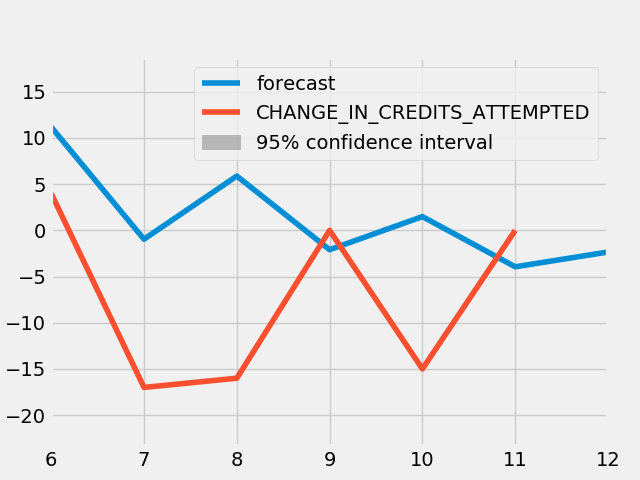 forecast
CHANGE_IN_CREDITS_ATTEMPTED
95% confidence interval
15
10
5
0
−5
−10
−15
−20
6 7 8 9 10 11 12